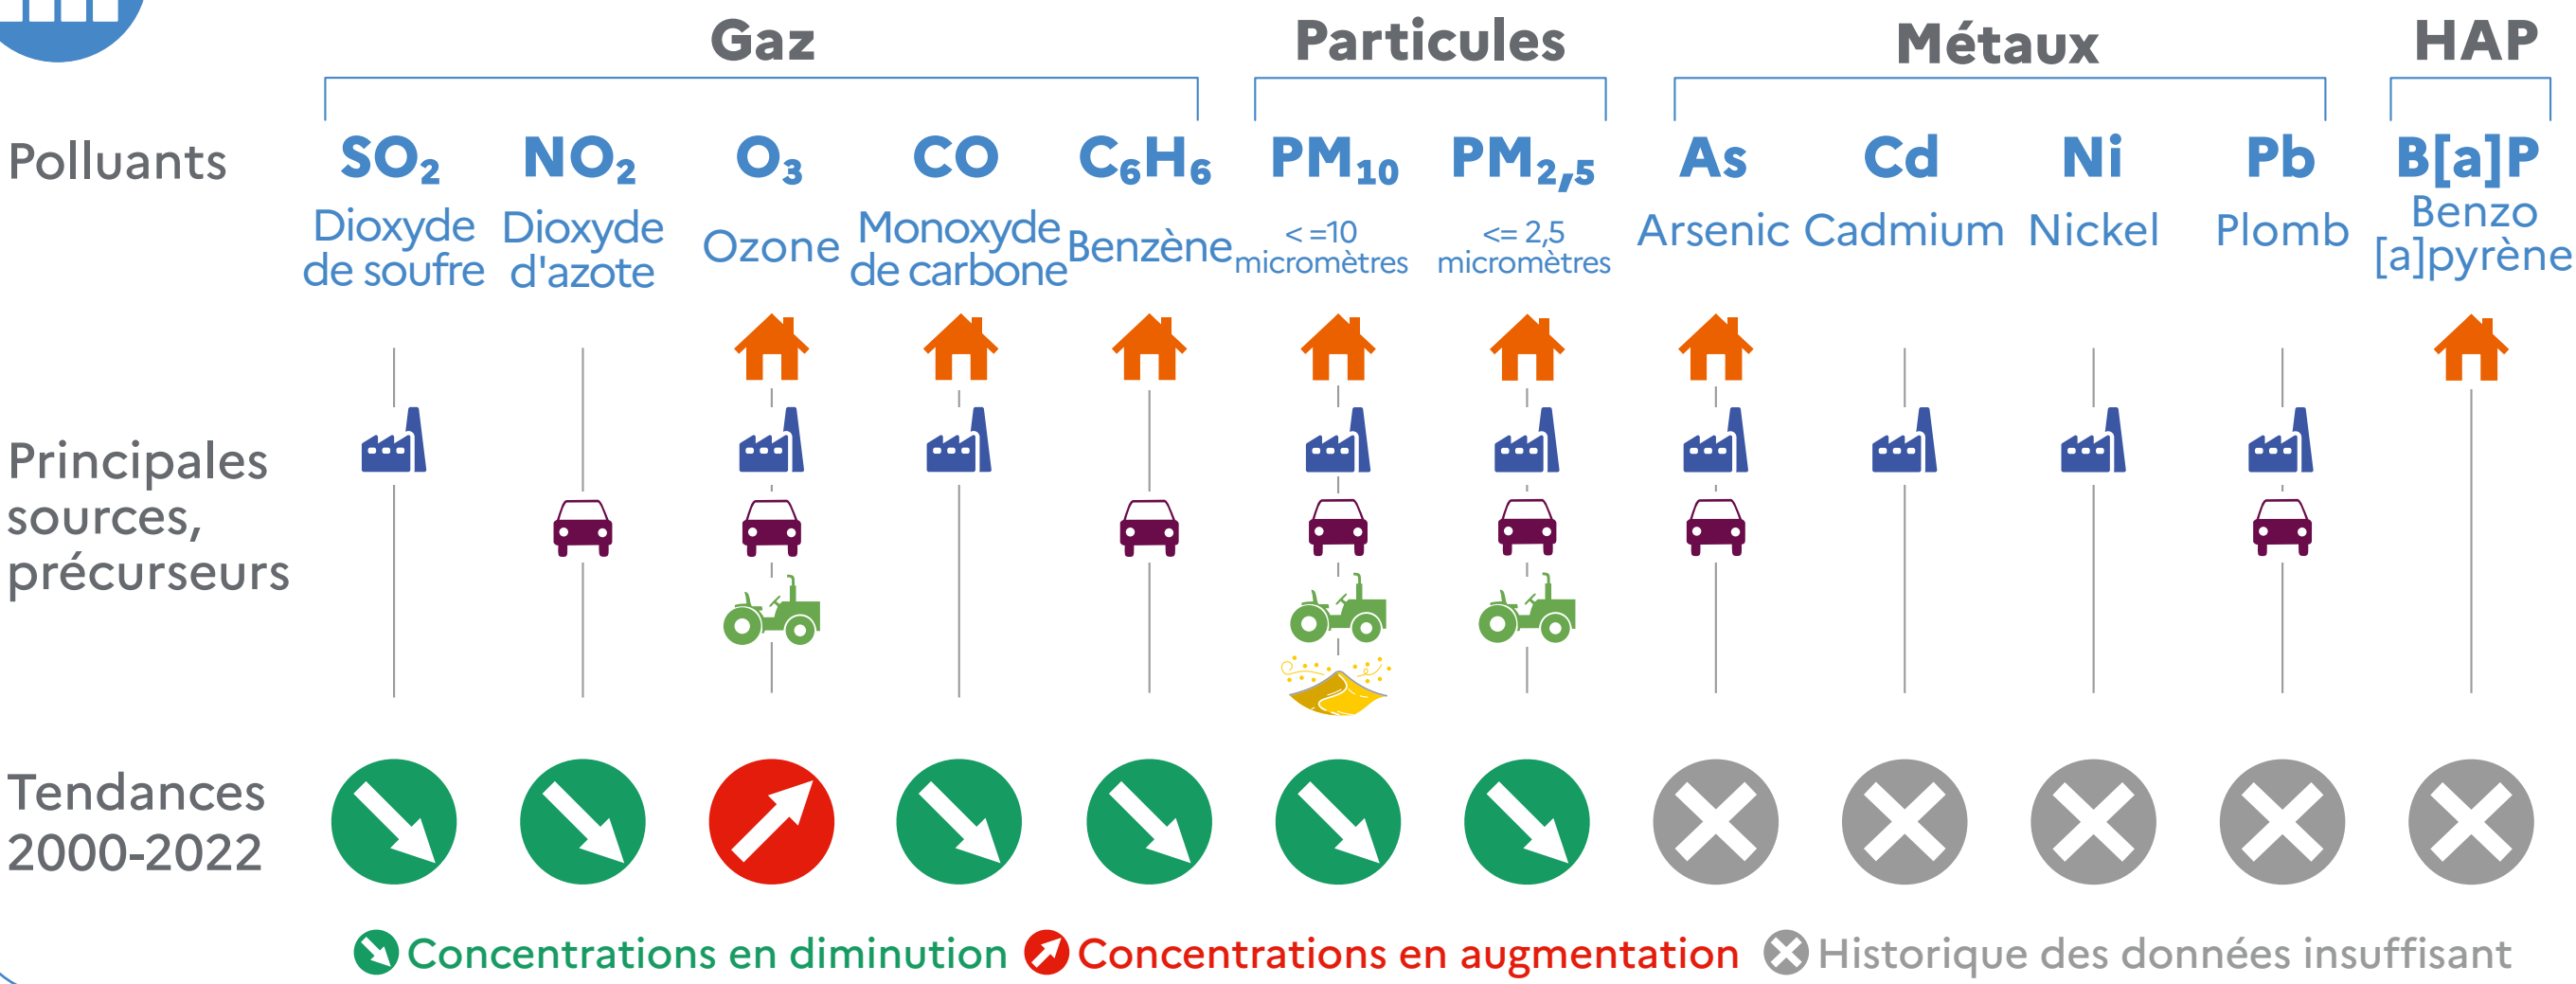 Gaz
Particules
Métaux
HAP
Polluants
SO₂
NO₂
O₃
CO
C₆H₆
PM₁₀
PM₂,₅
As
Cd
Ni
Pb
B[a]P
Dioxyde
de soufre
Dioxyde
d'azote
Ozone
Monoxyde
de carbone
Benzène
< =10
micromètres
<= 2,5
micromètres
Arsenic
Cadmium
Nickel
Plomb
Benzo
[a]pyrène
Principales
sources,
précurseurs
Tendances
2000-2022
Concentrations en diminution
Concentrations en augmentation
Historique des données insuffisant